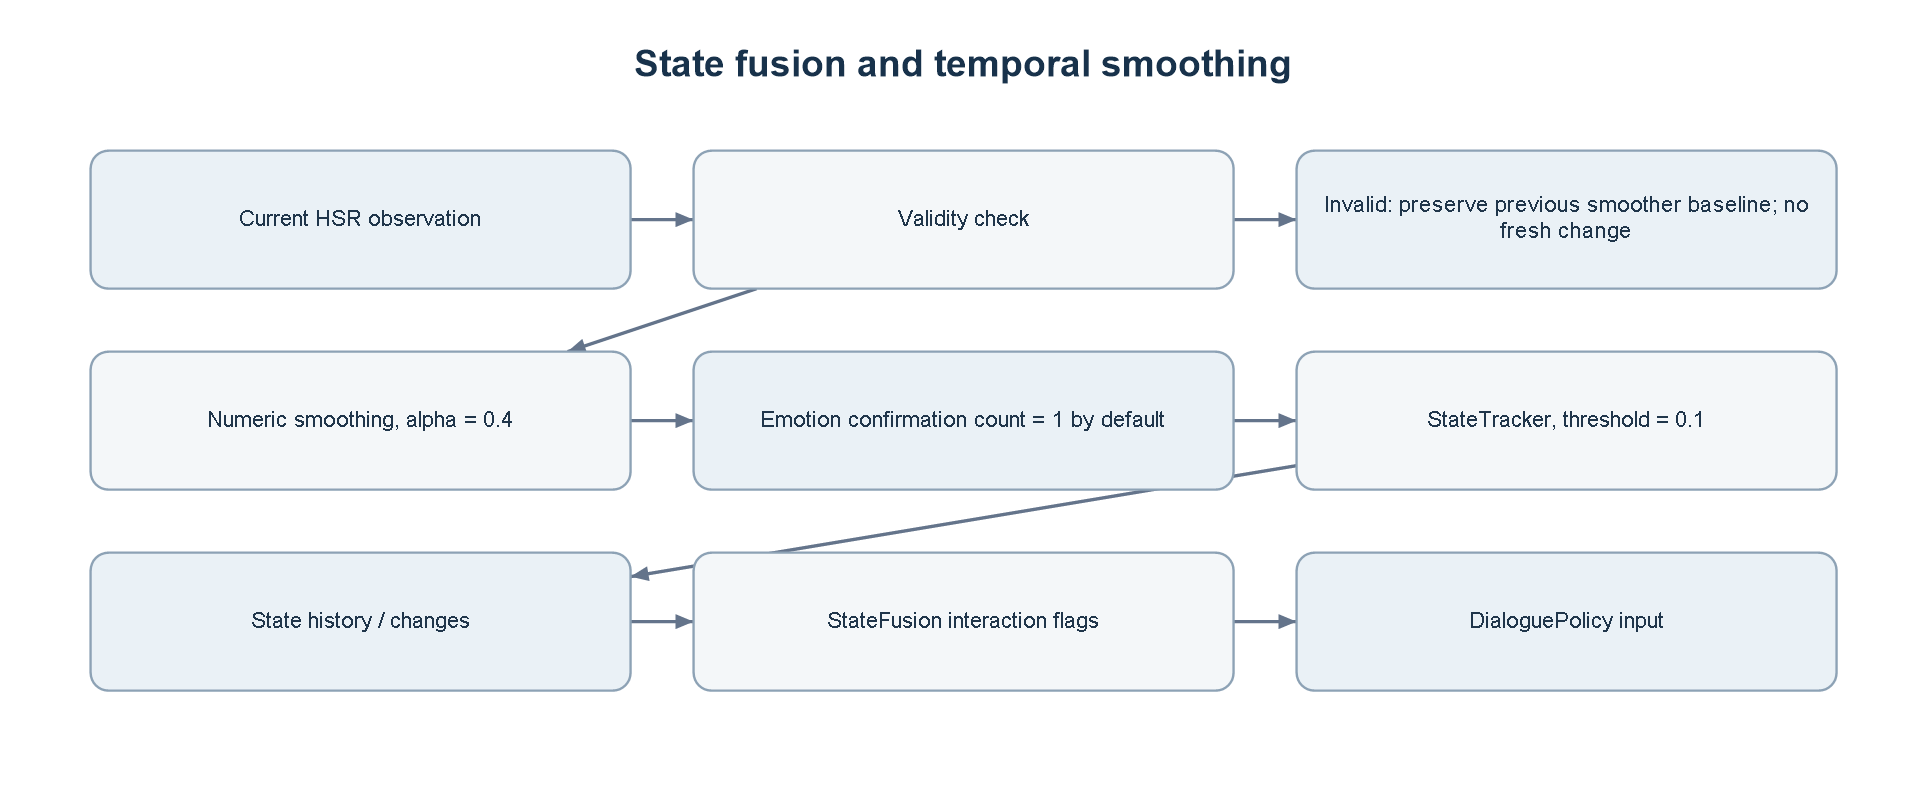 State fusion and temporal smoothing
Current HSR observation
Validity check
Invalid: preserve previous smoother baseline; no
fresh change
Numeric smoothing, alpha = 0.4
Emotion confirmation count = 1 by default
StateTracker, threshold = 0.1
State history / changes
StateFusion interaction flags
DialoguePolicy input